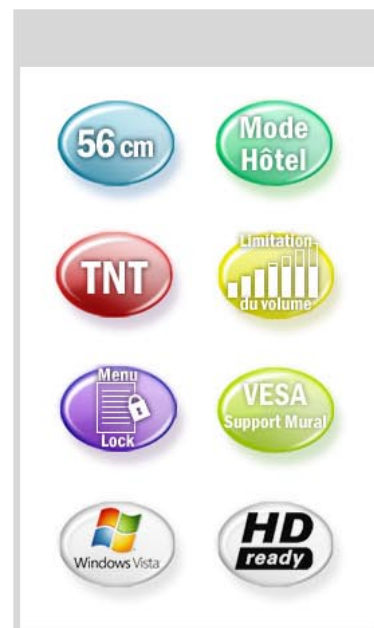 56 cm
Mode
Hôtel
TNT
Limitation
du volume
Menu
Lock
VESA
Support Mural
Windows Vista
HD
ready